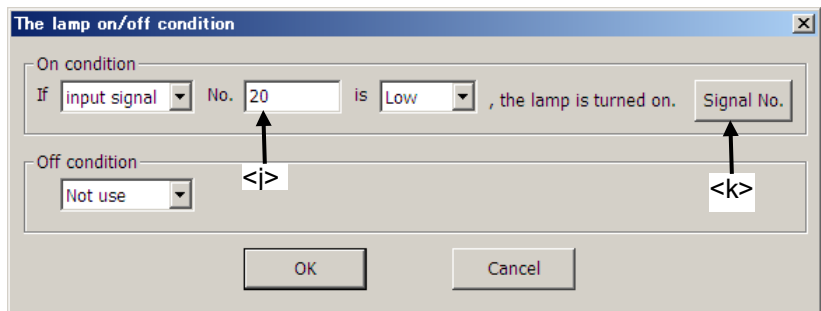 The lamp on/off condition
On condition
If input signal No. 20 is Low , the lamp is turned on. Signal No.
Off condition
<j>
Not use
<k>
OK Cancel